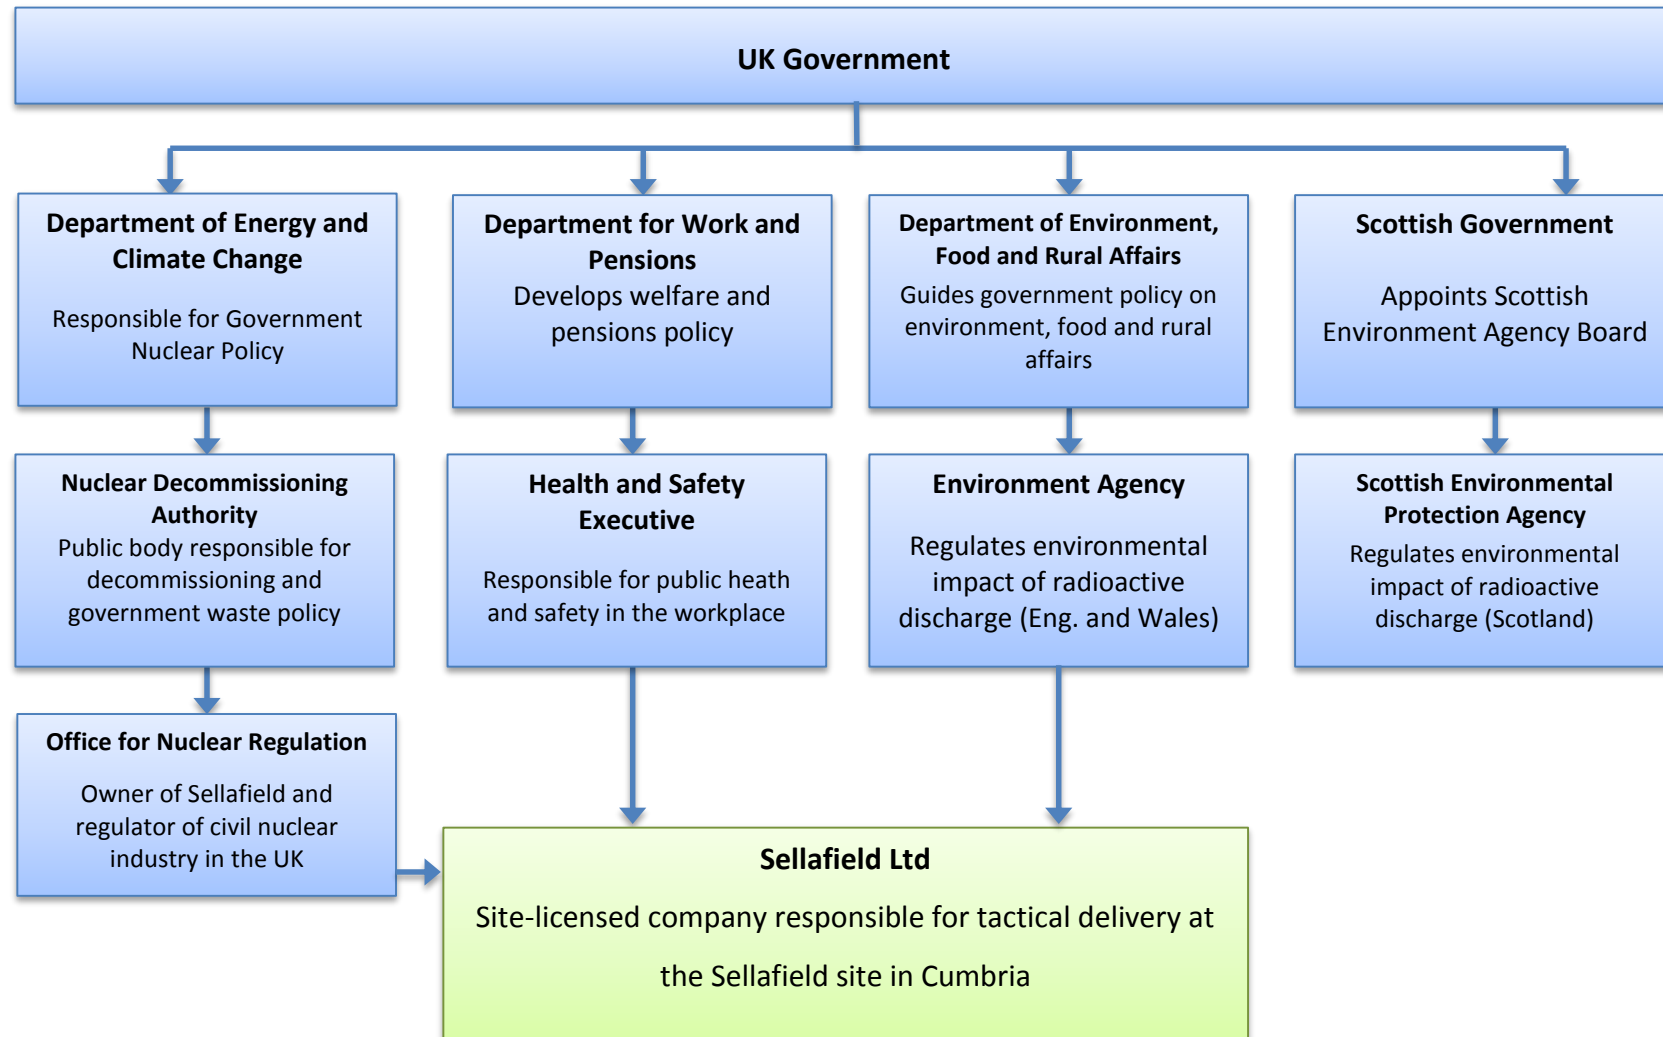 UK Government
Department of Energy and
Climate Change
Responsible for Government
Nuclear Policy
Department for Work and
Pensions
Develops welfare and
pensions policy
Department of Environment,
Food and Rural Affairs
Guides government policy on
environment, food and rural
affairs
Scottish Government
Appoints Scottish
Environment Agency Board
Nuclear Decommissioning
Authority
Public body responsible for
decommissioning and
government waste policy
Health and Safety
Executive
Responsible for public heath
and safety in the workplace
Environment Agency
Regulates environmental
impact of radioactive
discharge (Eng. and Wales)
Scottish Environmental
Protection Agency
Regulates environmental
impact of radioactive
discharge (Scotland)
Office for Nuclear Regulation
Owner of Sellafield and
regulator of civil nuclear
industry in the UK
Sellafield Ltd
Site-licensed company responsible for tactical delivery at
the Sellafield site in Cumbria